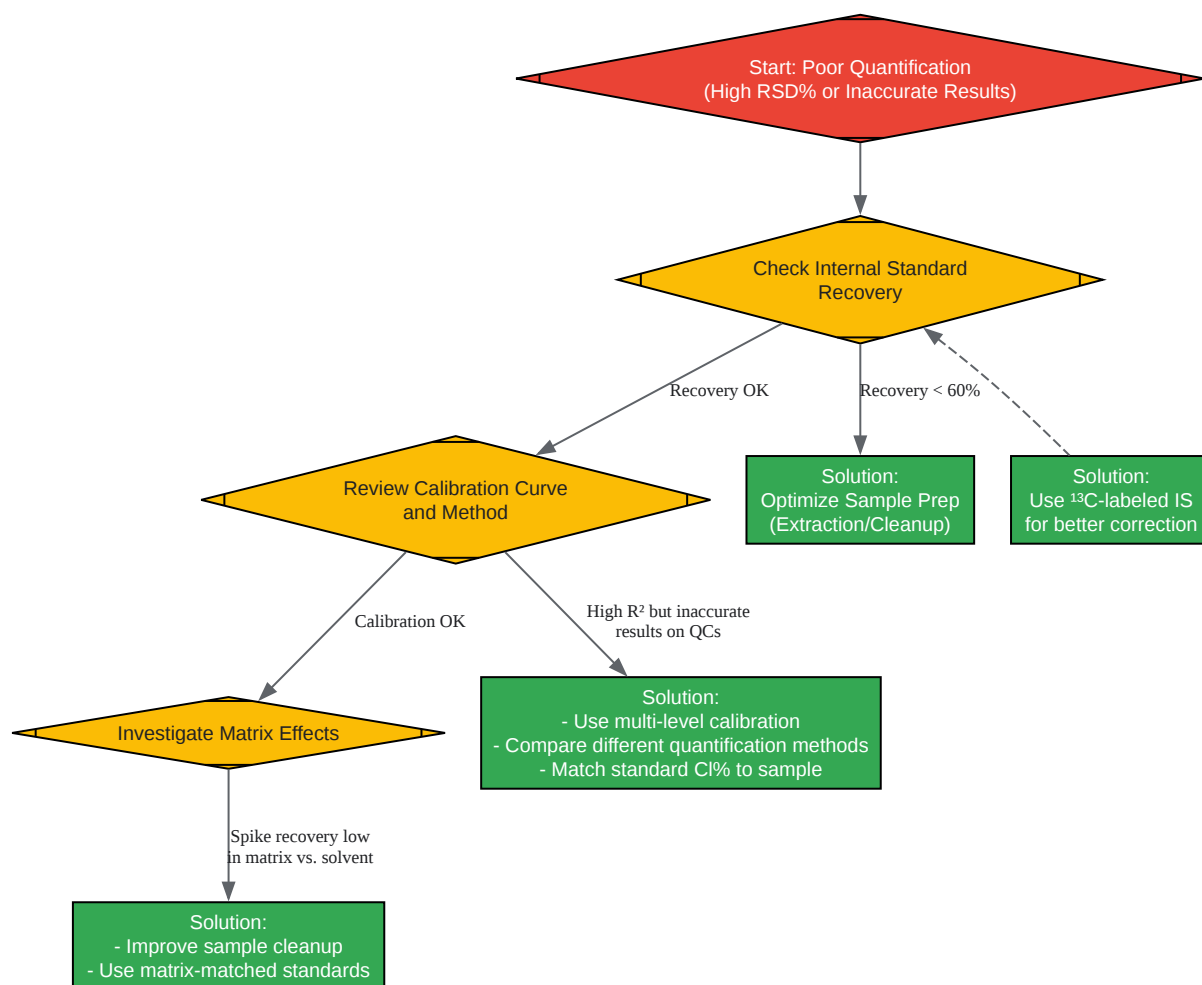 Start: Poor Quantification
(High RSD% or Inaccurate Results)
Check Internal Standard
Recovery
Recovery OK
Recovery < 60%
Review Calibration Curve
and Method
Solution:
Optimize Sample Prep
(Extraction/Cleanup)
Solution:
Use ¹³C-labeled IS
for better correction
Calibration OK
High R² but inaccurate
results on QCs
Investigate Matrix Effects
Solution:
- Use multi-level calibration
- Compare different quantification methods
- Match standard Cl% to sample
Spike recovery low
in matrix vs. solvent
Solution:
- Improve sample cleanup
- Use matrix-matched standards